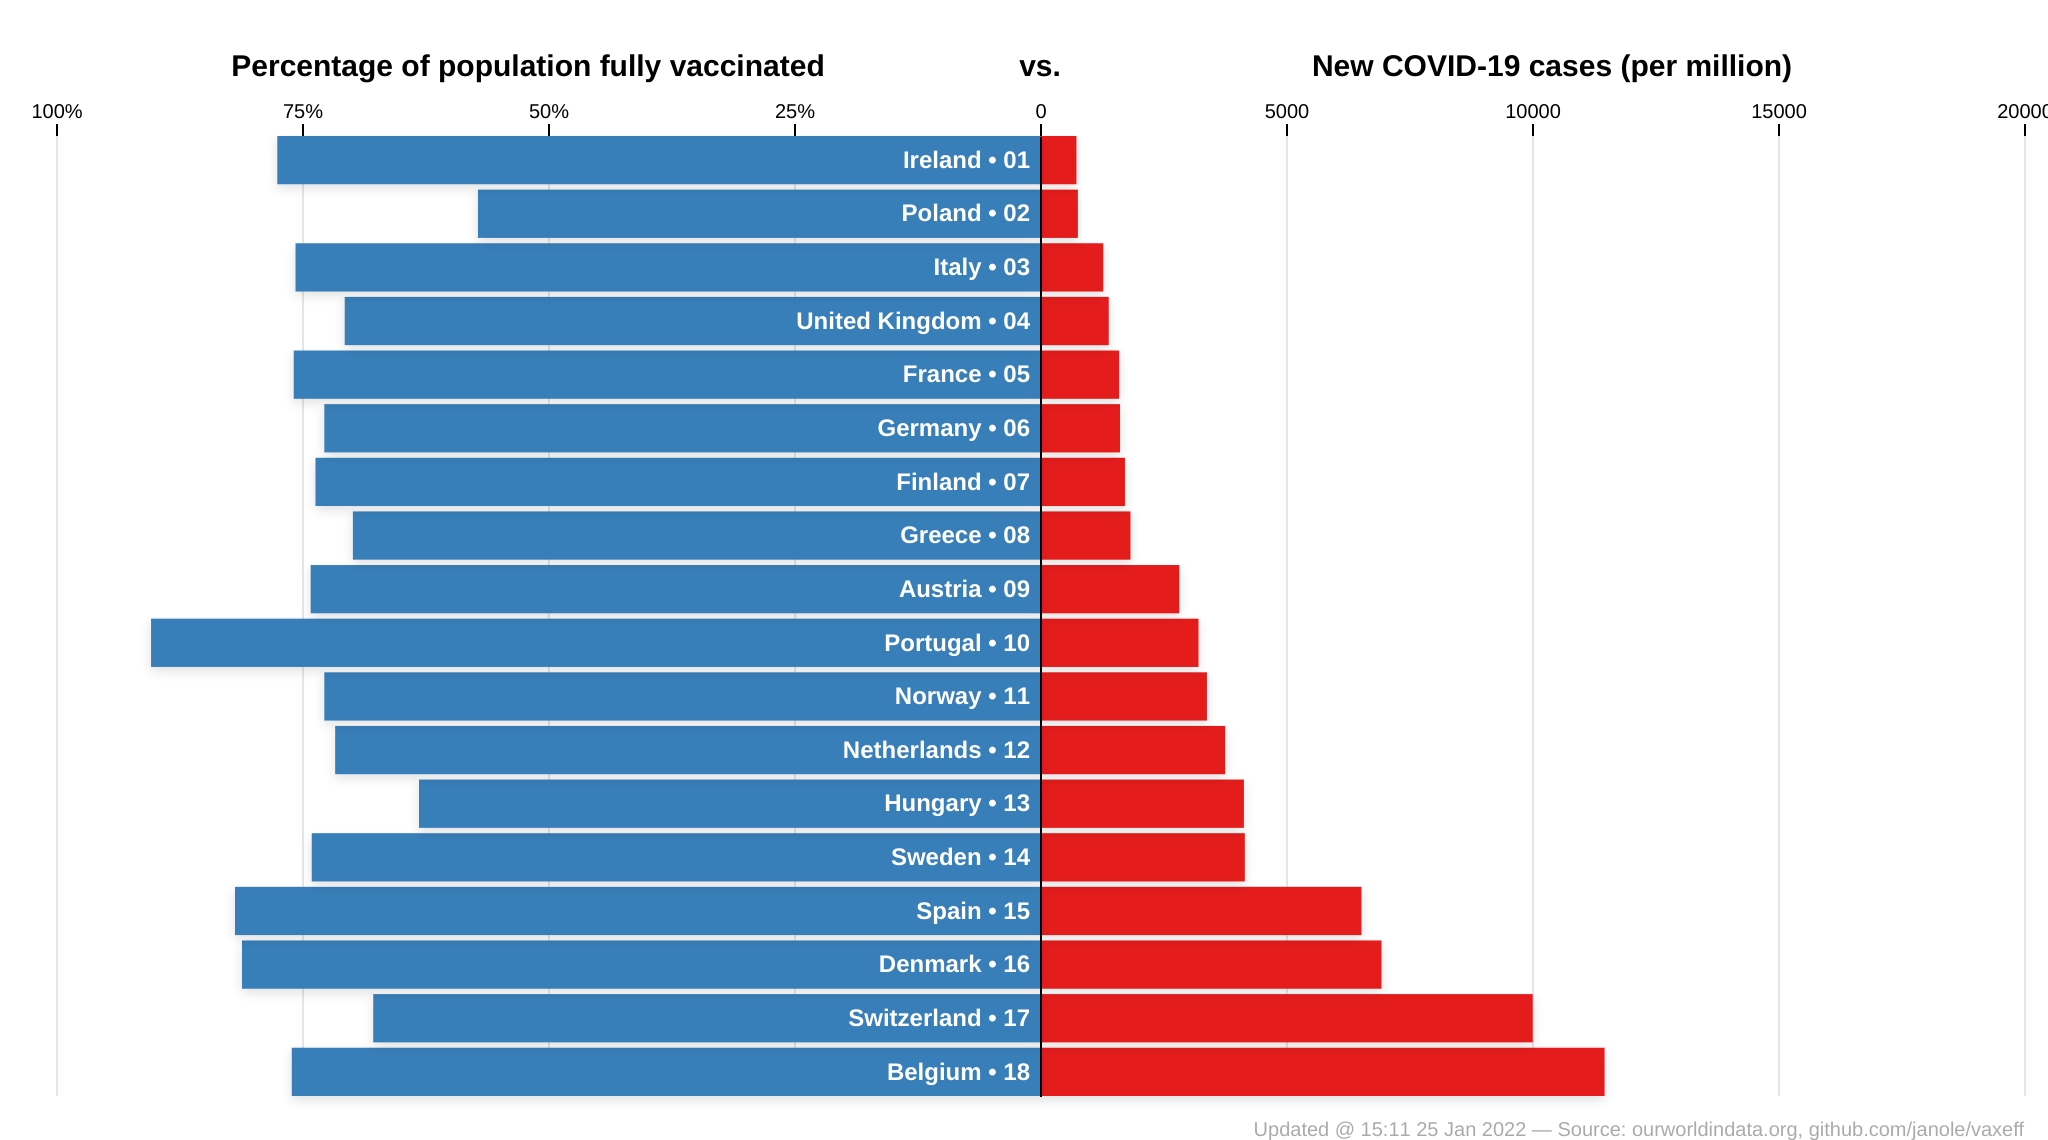 Percentage of population fully vaccinated vs. New COVID-19 cases (per million)
100% 75% 50% 25% 0 5000 10000 15000 20000
Ireland • 01
Poland • 02
Italy • 03
United Kingdom • 04
France • 05
Germany • 06
Finland • 07
Greece • 08
Austria • 09
Portugal • 10
Norway • 11
Netherlands • 12
Hungary • 13
Sweden • 14
Spain • 15
Denmark • 16
Switzerland • 17
Belgium • 18
Updated @ 15:11 25 Jan 2022 — Source: ourworldindata.org, github.com/janole/vaxeff